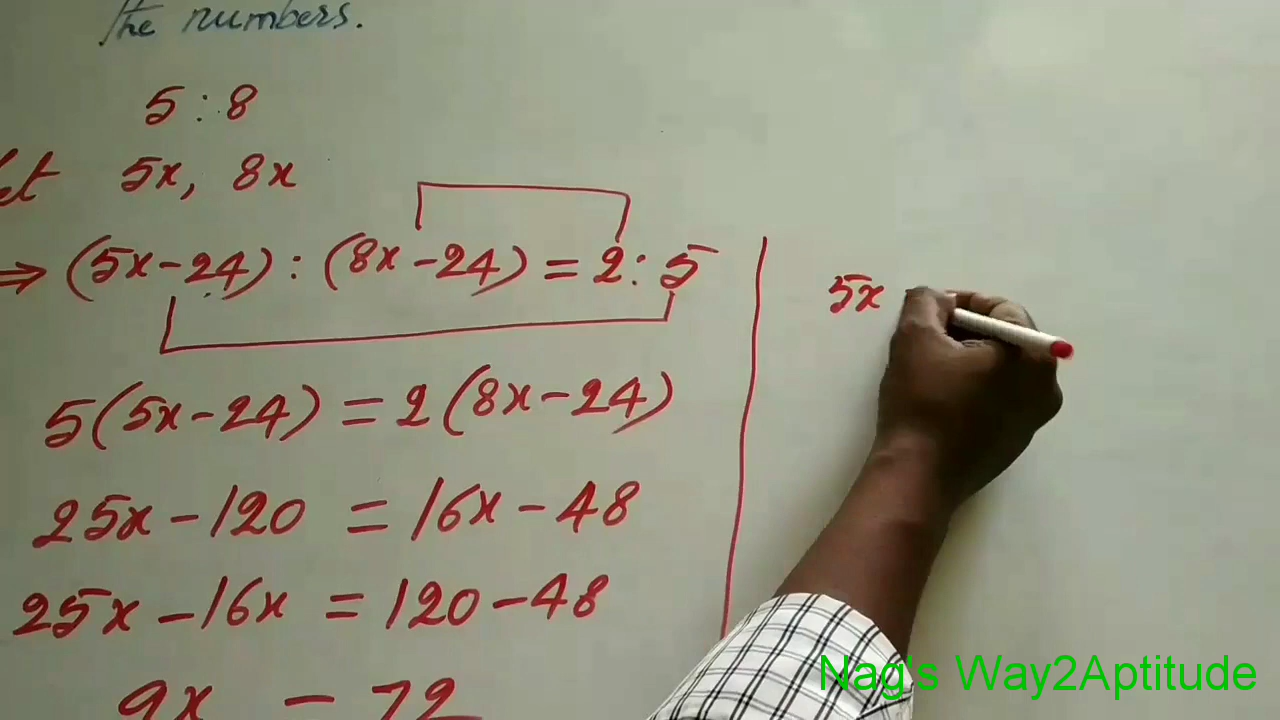 The numbers.
5 : 8
let 5x, 8x
⇒ (5x-24) : (8x-24) = 2 : 5
5(5x-24) = 2(8x-24)
25x - 120 = 16x - 48
25x - 16x = 120 - 48
9x = 72
5x
Nag's Way2Aptitude